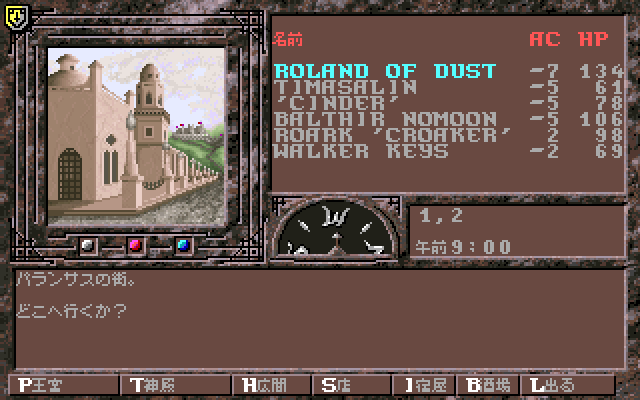 名前 AC HP
ROLAND OF DUST -7 134
TIMASALIN -5 61
'CINDER' -5 78
BALTHIR NOMOON -5 106
ROARK 'CROAKER' 2 98
WALKER KEYS -2 69
W
1,2
午前9:00
バランサスの街。
どこへ行くか?
P王宮 T神殿 H広間 S店 I宿屋 B酒場 L出る